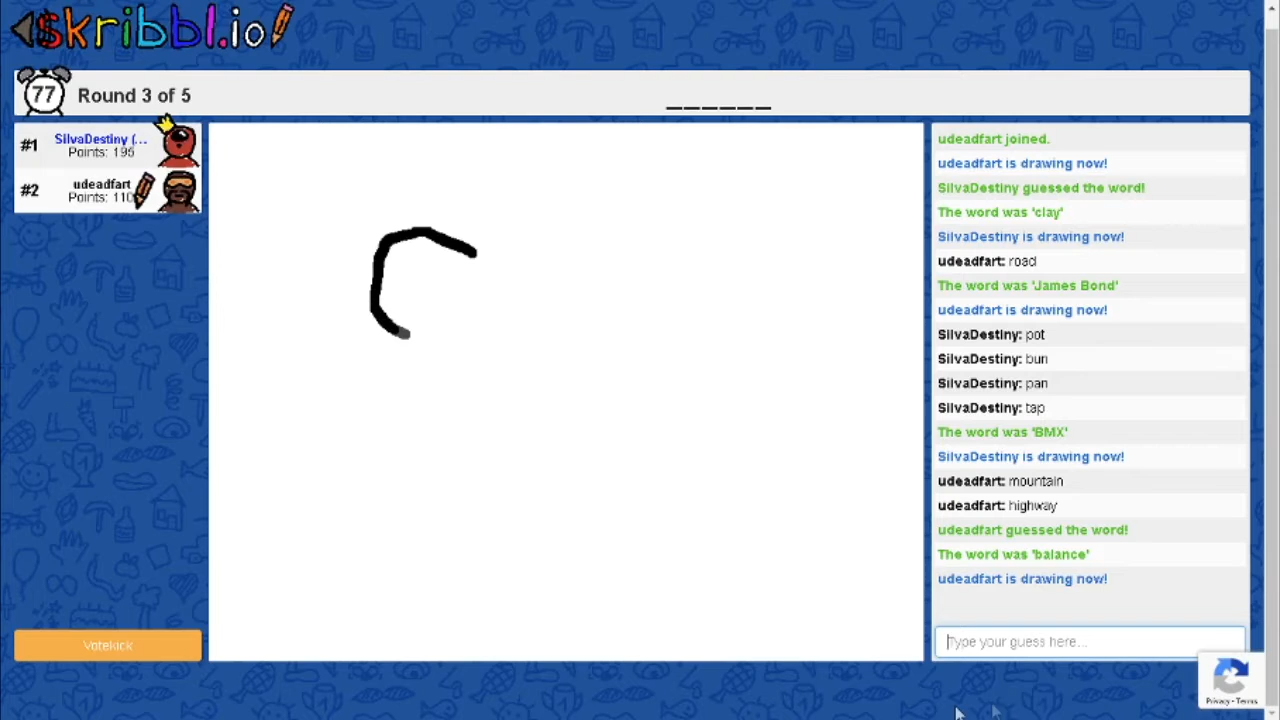 skribbl.io
77
Round 3 of 5
______
#1
SilvaDestiny (...
Points: 195
#2
udeadfart
Points: 110
udeadfart joined.
udeadfart is drawing now!
SilvaDestiny guessed the word!
The word was 'clay'
SilvaDestiny is drawing now!
udeadfart: road
The word was 'James Bond'
udeadfart is drawing now!
SilvaDestiny: pot
SilvaDestiny: bun
SilvaDestiny: pan
SilvaDestiny: tap
The word was 'BMX'
SilvaDestiny is drawing now!
udeadfart: mountain
udeadfart: highway
udeadfart guessed the word!
The word was 'balance'
udeadfart is drawing now!
Votekick
Type your guess here...
Privacy - Terms